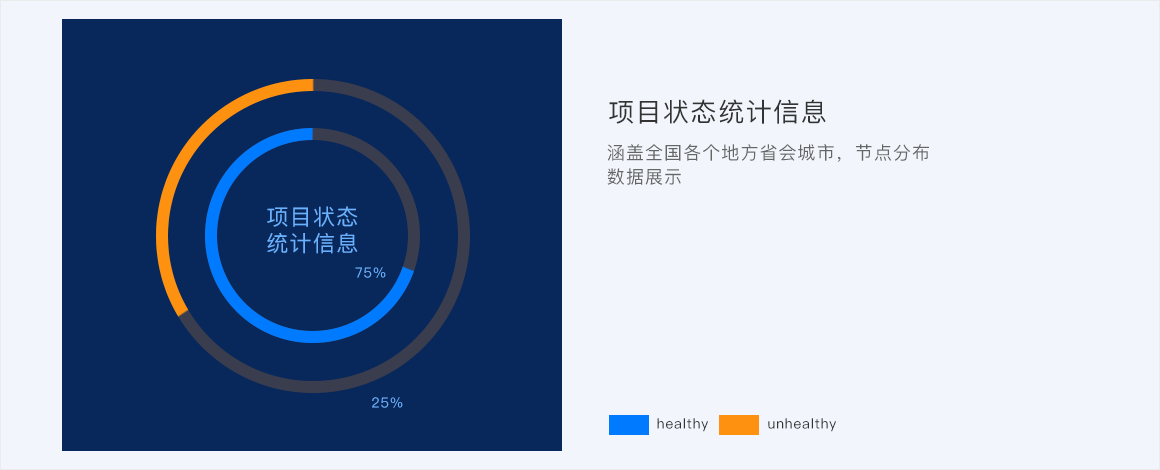 项目状态
统计信息
75%
25%
项目状态统计信息
涵盖全国各个地方省会城市，节点分布
数据展示
healthy
unhealthy